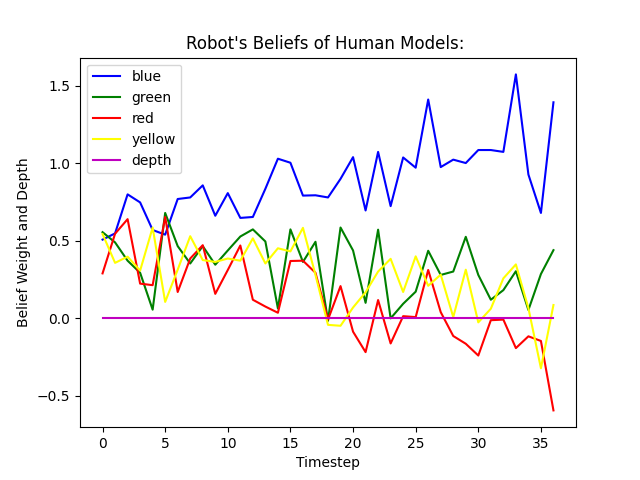 Robot's Beliefs of Human Models:
blue
green
red
yellow
depth
Belief Weight and Depth
1.5
1.0
0.5
0.0
−0.5
0 5 10 15 20 25 30 35
Timestep